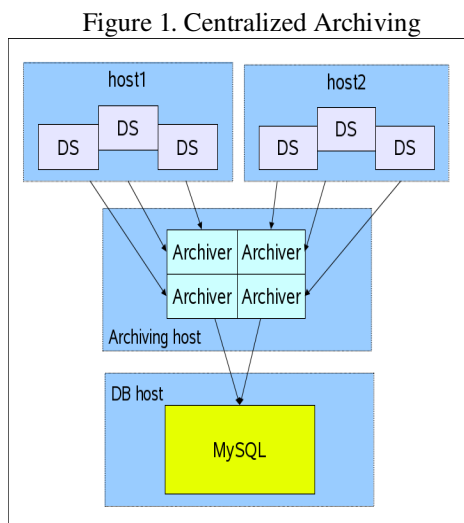 Figure 1. Centralized Archiving
host1
host2
DS
DS
DS
DS
DS
DS
Archiver Archiver
Archiver Archiver
Archiving host
DB host
MySQL